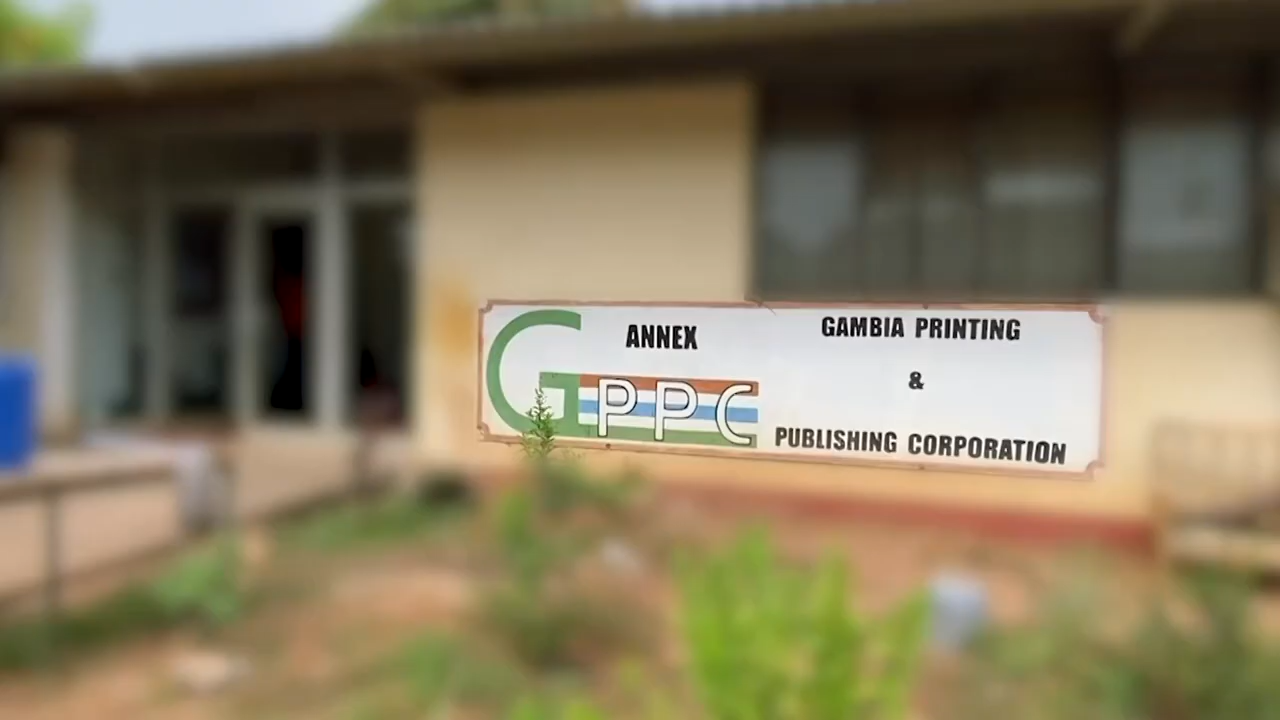 ANNEX
GPPC
GAMBIA PRINTING
&
PUBLISHING CORPORATION